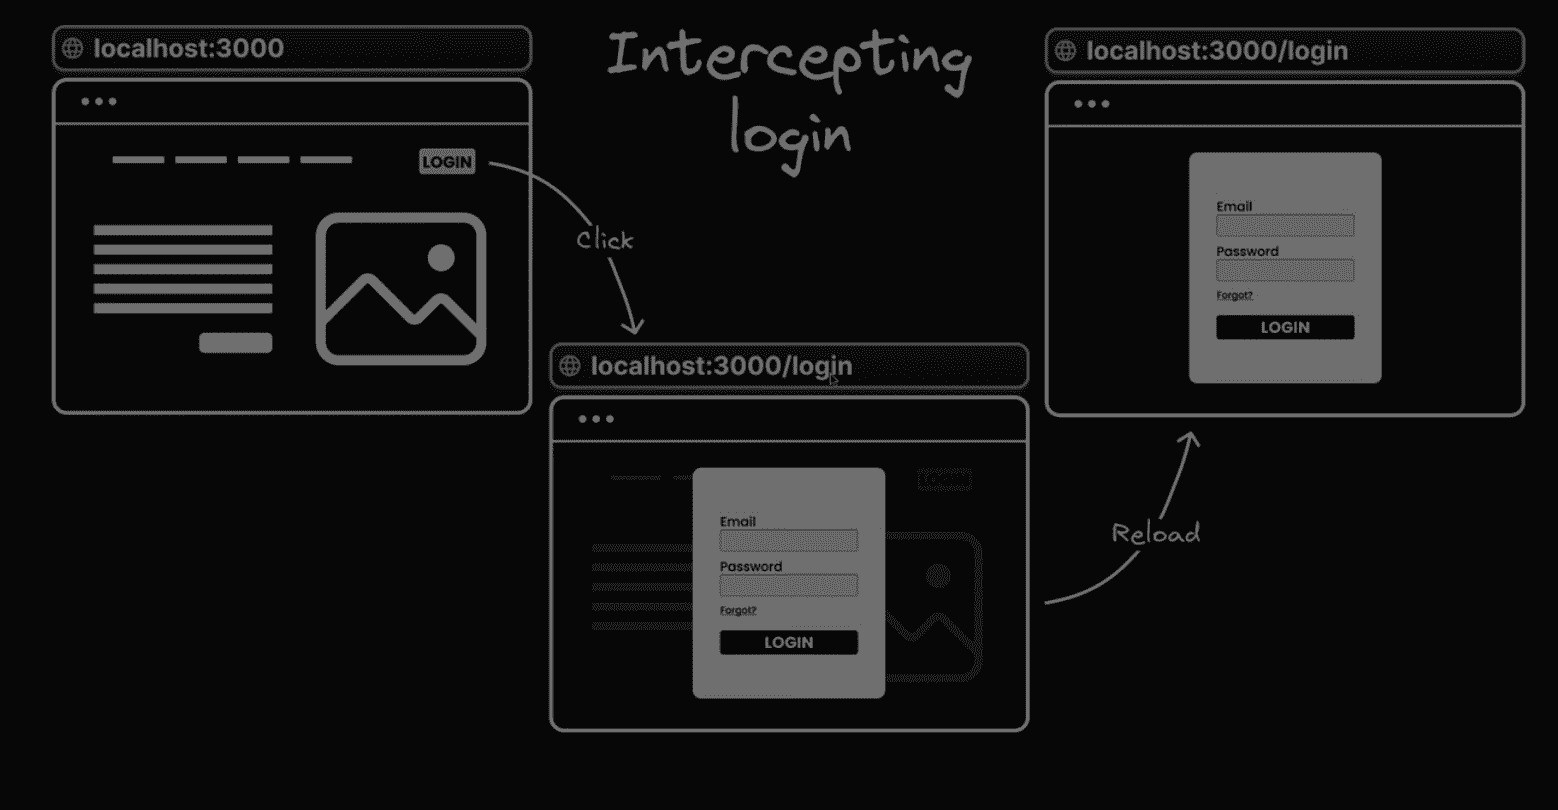 localhost:3000
LOGIN
Intercepting
login
Click
localhost:3000/login
Email
Password
Forgot?
LOGIN
LOGIN
Reload
localhost:3000/login
Email
Password
Forgot?
LOGIN